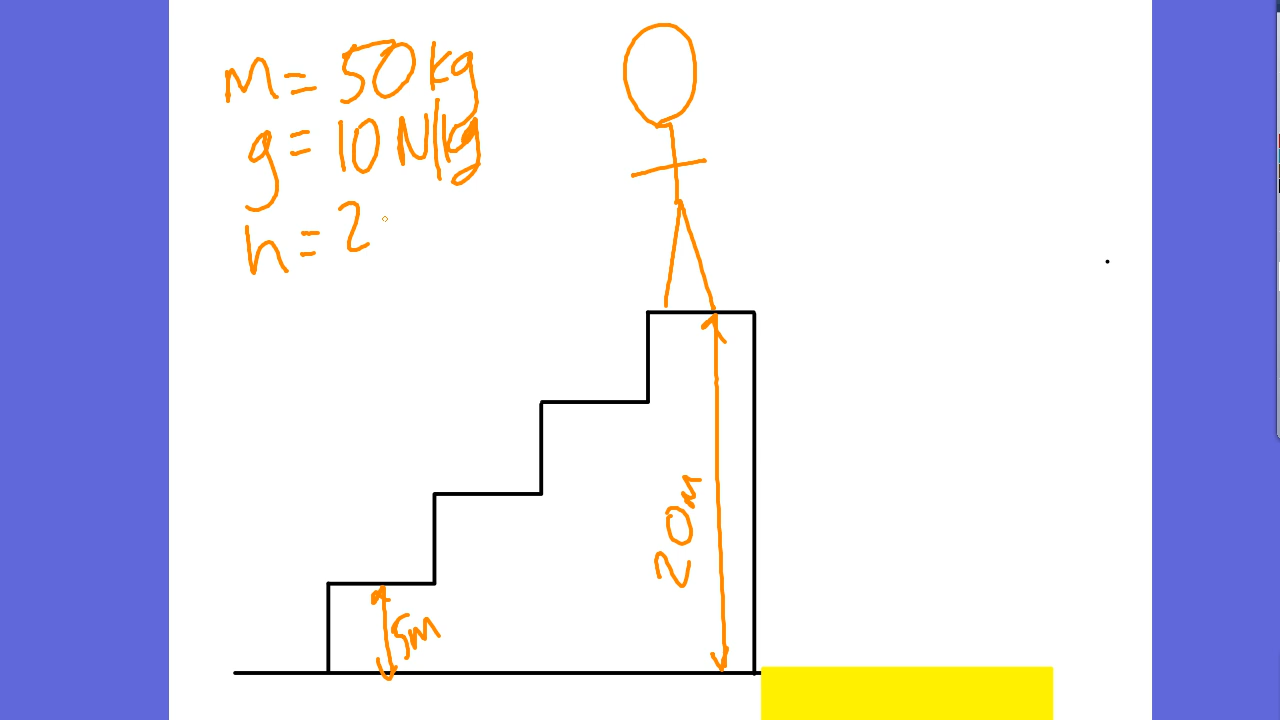 m = 50 kg
g = 10 N/kg
h = 2
20m
5m